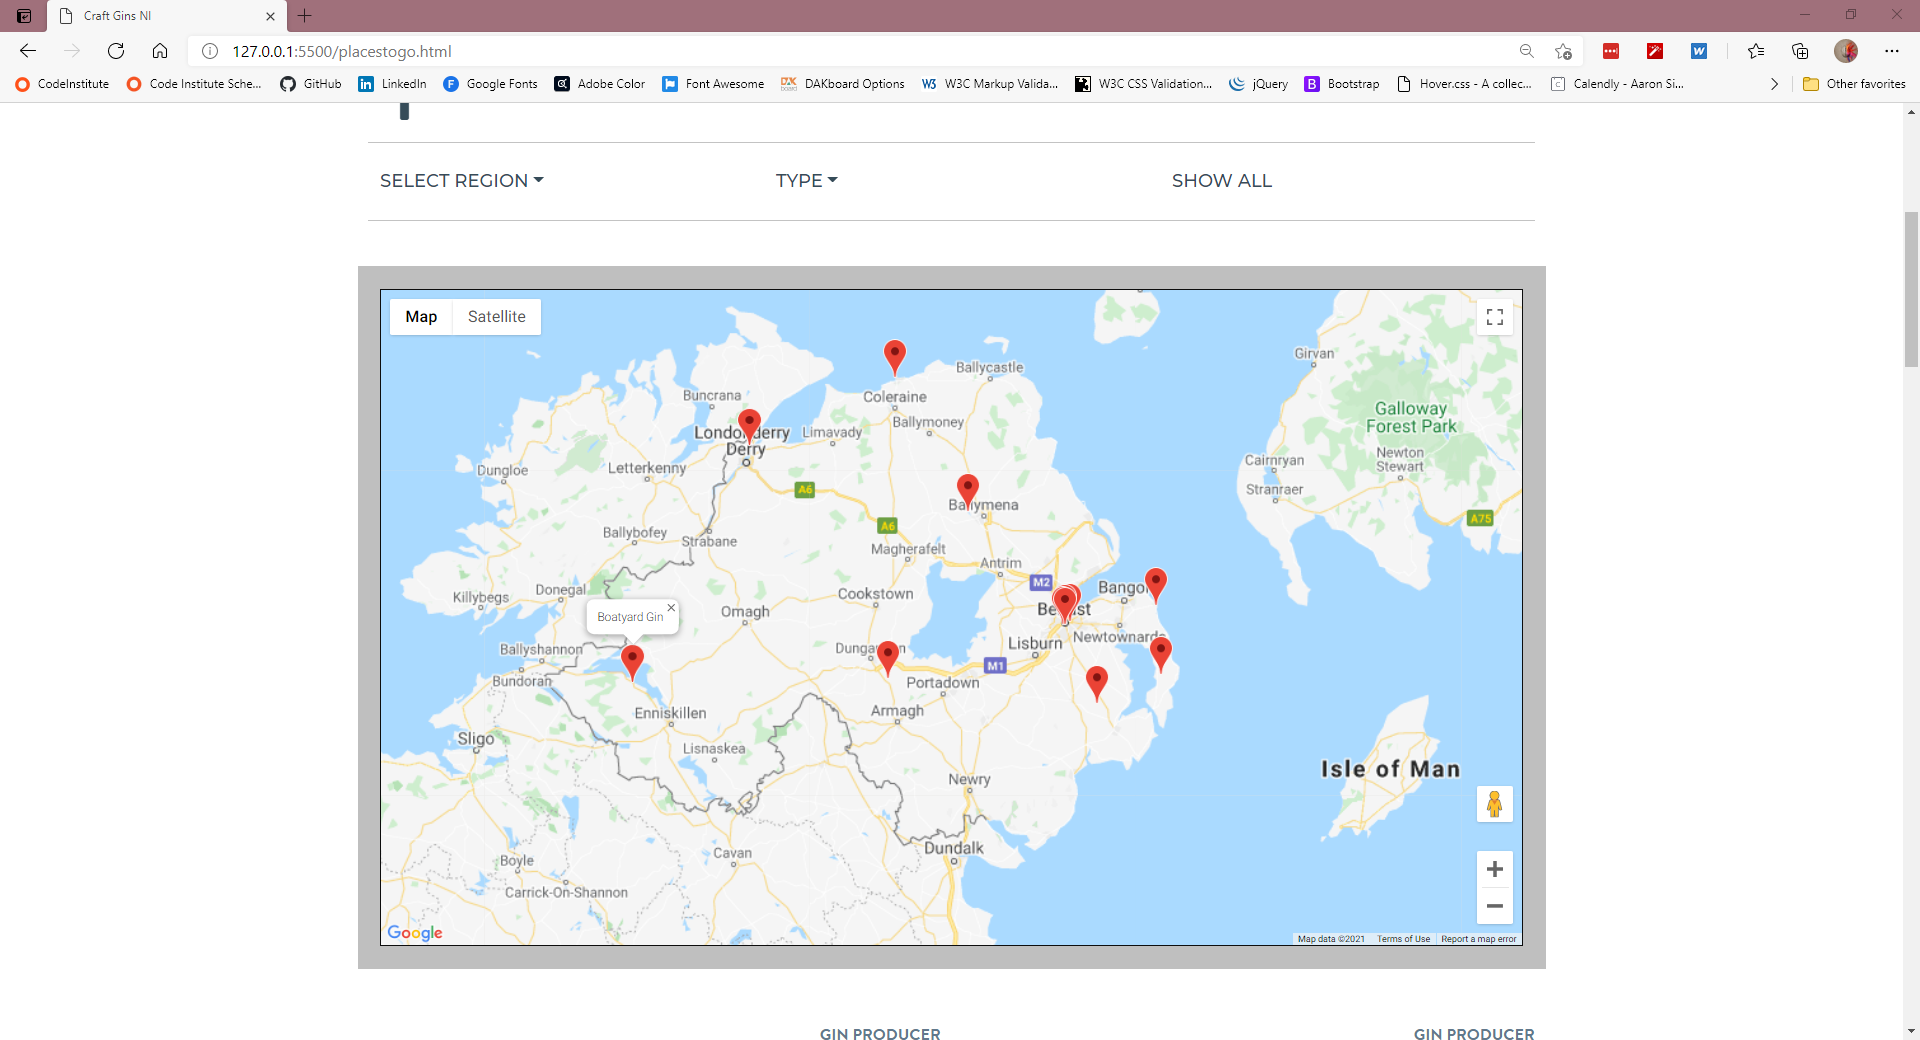 Craft Gins NI
127.0.0.1:5500/placestogo.html
CodeInstitute
Code Institute Sche...
GitHub
LinkedIn
Google Fonts
Adobe Color
Font Awesome
DAKboard Options
W3C Markup Valida...
W3C CSS Validation...
jQuery
Bootstrap
Hover.css - A collec...
Calendly - Aaron Si...
Other favorites
SELECT REGION
TYPE
SHOW ALL
Map
Satellite
Girvan
Ballycastle
Buncrana
Coleraine
Galloway
Forest Park
Ballymoney
Londonderry
Derry
Limavady
Newton
Stewart
Cairnryan
Dungloe
Letterkenny
Stranraer
A6
Ballymena
A75
A6
Ballybofey
Strabane
Magherafelt
Antrim
M2
Bangor
Donegal
Killybegs
Cookstown
Omagh
Belfast
Boatyard Gin
Newtownards
Lisburn
Ballyshannon
Dungannon
M1
Bundoran
Portadown
Enniskillen
Armagh
Sligo
Lisnaskea
Isle of Man
Newry
Dundalk
Cavan
Boyle
Carrick-On-Shannon
Google
Map data ©2021
Terms of Use
Report a map error
GIN PRODUCER
GIN PRODUCER